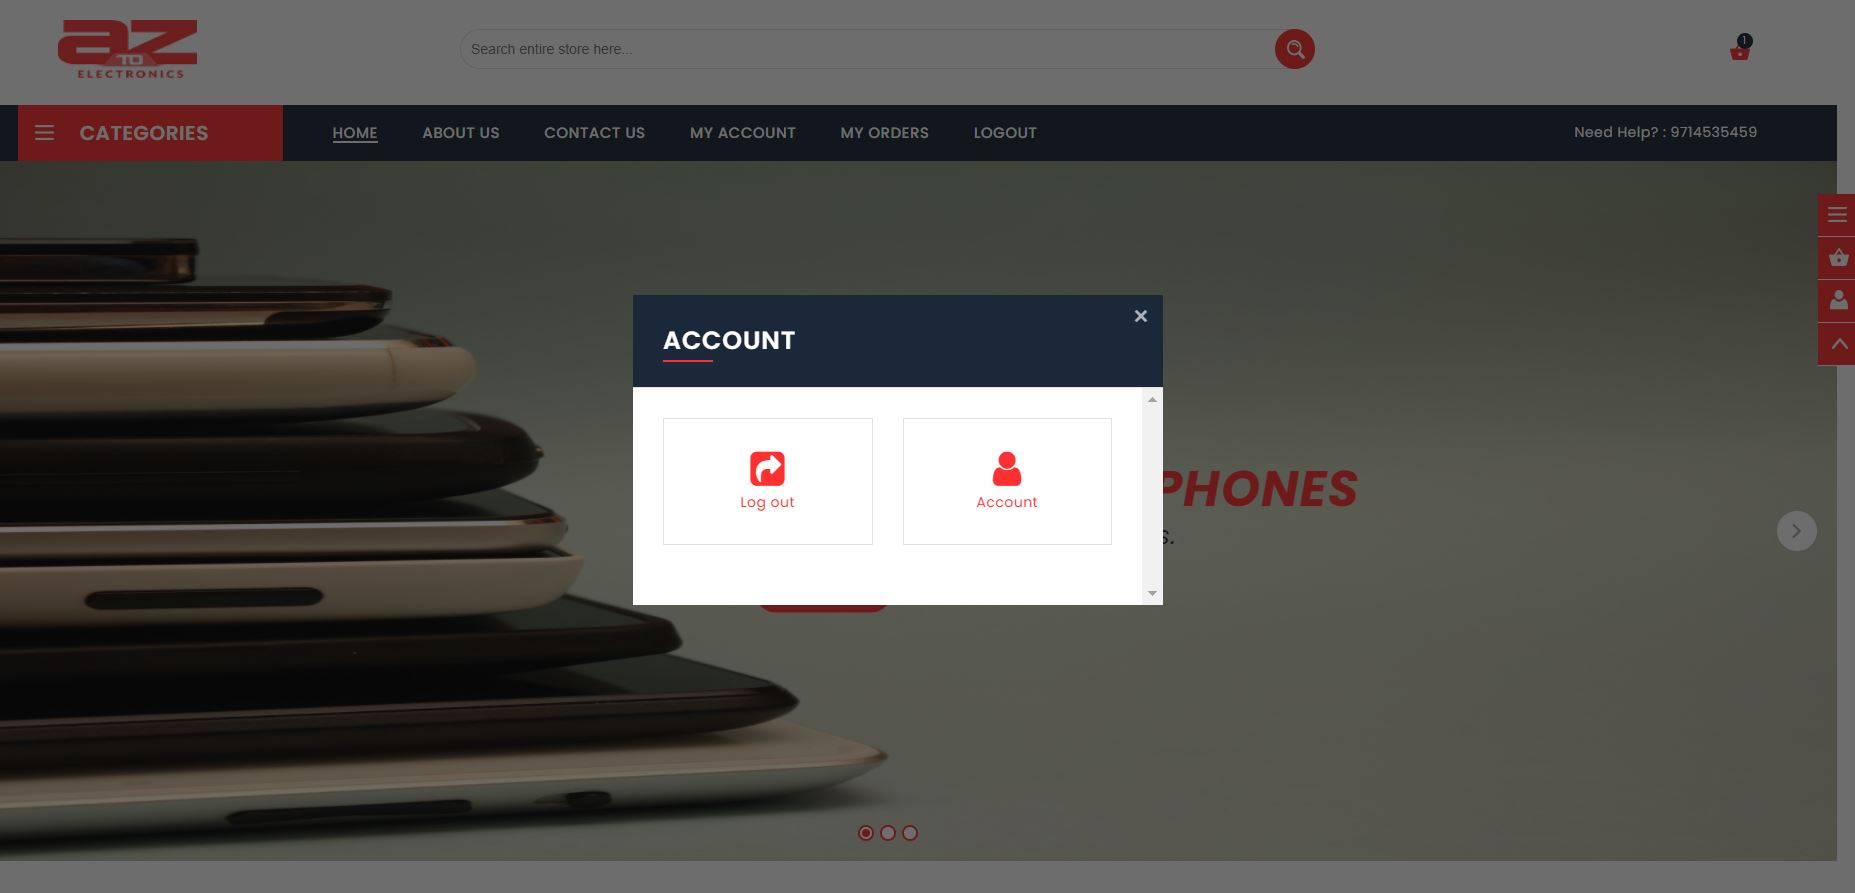 aZ
TO
ELECTRONICS
Search entire store here...
1
CATEGORIES
HOME
ABOUT US
CONTACT US
MY ACCOUNT
MY ORDERS
LOGOUT
Need Help? : 9714535459
ACCOUNT
Log out
Account
PHONES
s.